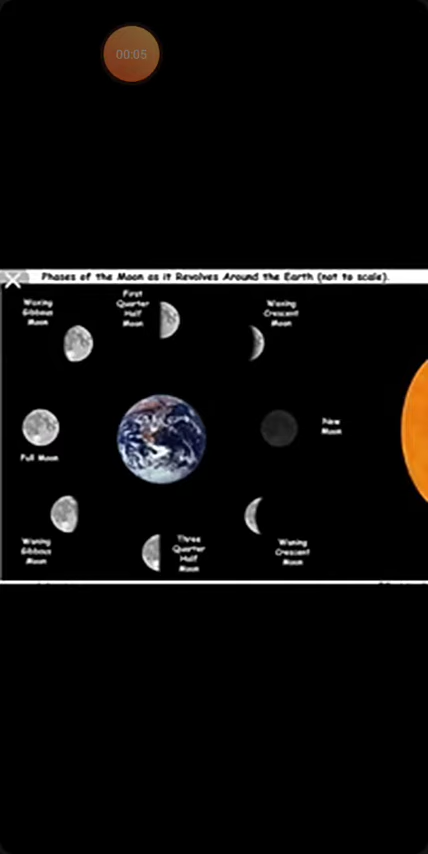 00:05
Phases of the Moon as it Revolves Around the Earth (not to scale).
Waxing
Gibbous
Moon
First
Quarter
Half
Moon
Waxing
Crescent
Moon
Full Moon
New
Moon
Waning
Gibbous
Moon
Three
Quarter
Half
Moon
Waning
Crescent
Moon